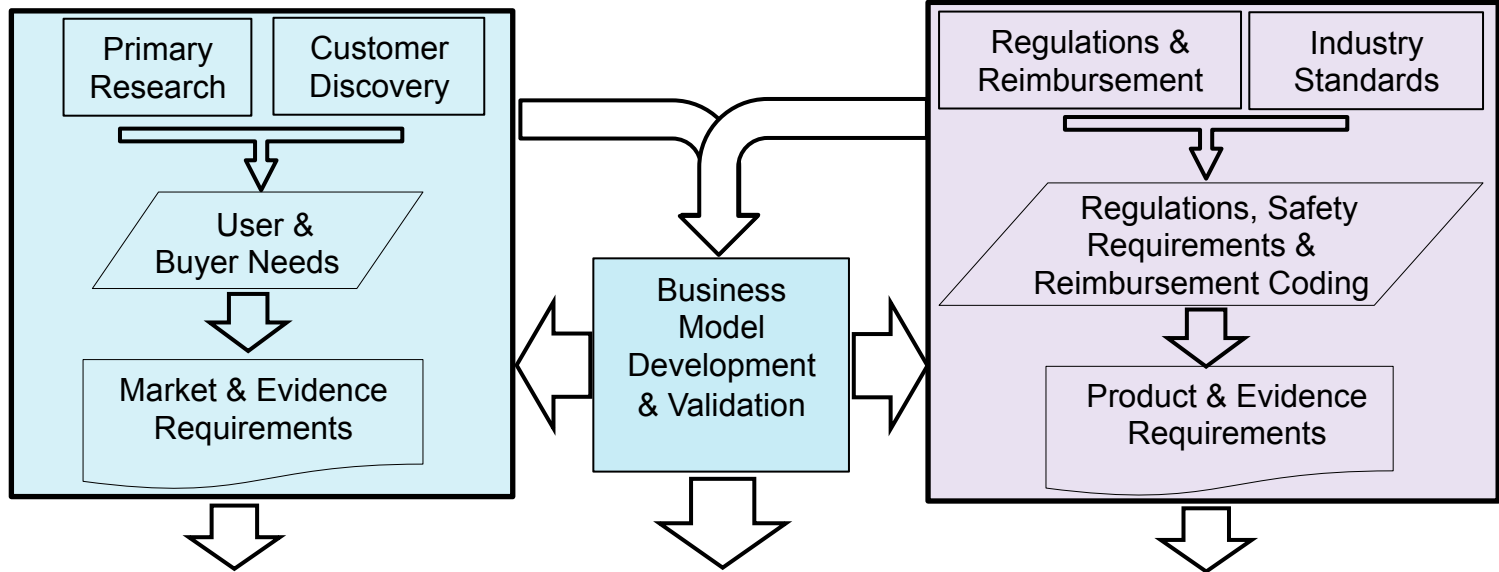 Primary
Research
Customer
Discovery
User &
Buyer Needs
Market & Evidence
Requirements
Business
Model
Development
& Validation
Regulations &
Reimbursement
Industry
Standards
Regulations, Safety
Requirements &
Reimbursement Coding
Product & Evidence
Requirements